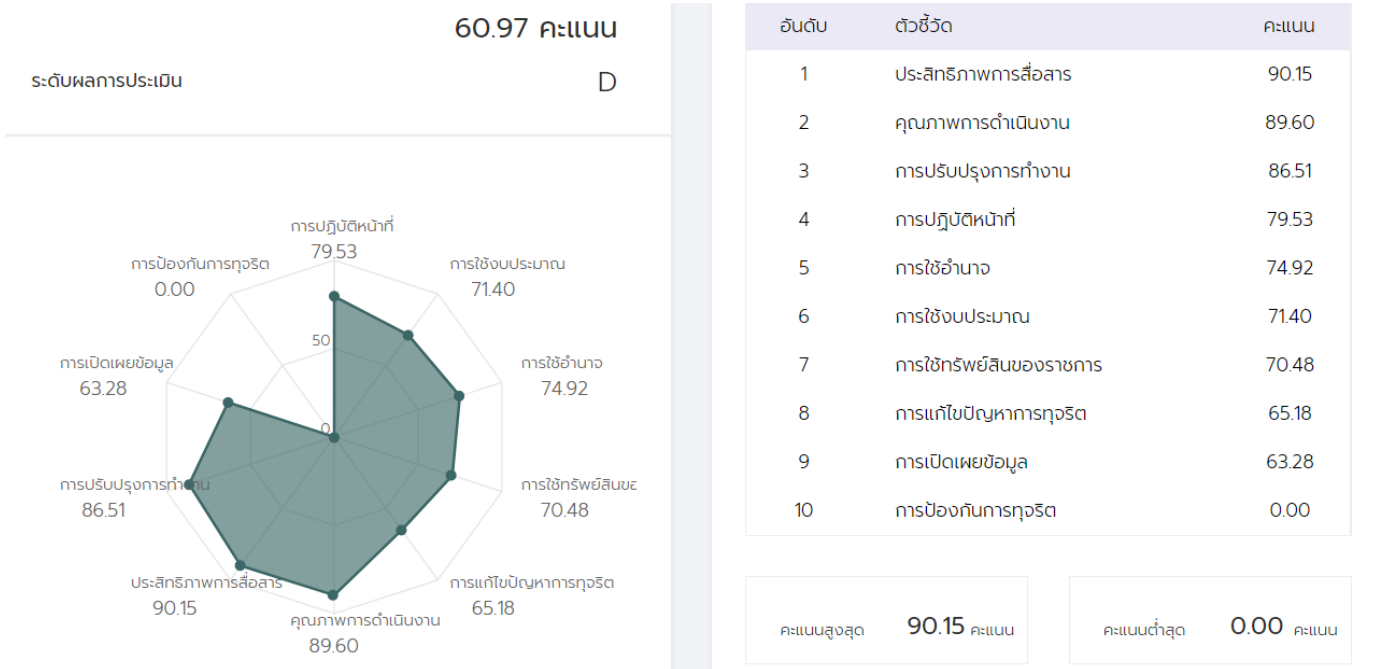 60.97 คะแนน
ระดับผลการประเมิน D
การปฏิบัติหน้าที่
79.53
การป้องกันการทุจริต
0.00
การใช้งบประมาณ
71.40
50
การเปิดเผยข้อมูล
63.28
การใช้อำนาจ
74.92
0
การปรับปรุงการทำงาน
86.51
การใช้ทรัพย์สินขอ
70.48
ประสิทธิภาพการสื่อสาร
90.15
การแก้ไขปัญหาการทุจริต
65.18
คุณภาพการดำเนินงาน
89.60
อันดับ ตัวชี้วัด คะแนน
1 ประสิทธิภาพการสื่อสาร 90.15
2 คุณภาพการดำเนินงาน 89.60
3 การปรับปรุงการทำงาน 86.51
4 การปฏิบัติหน้าที่ 79.53
5 การใช้อำนาจ 74.92
6 การใช้งบประมาณ 71.40
7 การใช้ทรัพย์สินของราชการ 70.48
8 การแก้ไขปัญหาการทุจริต 65.18
9 การเปิดเผยข้อมูล 63.28
10 การป้องกันการทุจริต 0.00
คะแนนสูงสุด 90.15 คะแนน
คะแนนต่ำสุด 0.00 คะแนน